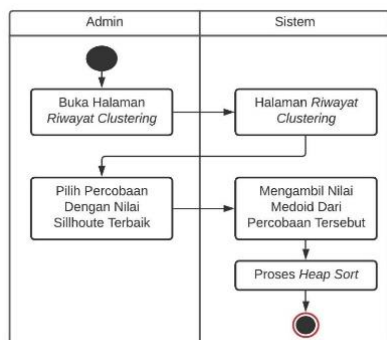 Admin
Sistem
Buka Halaman
Riwayat Clustering
Halaman Riwayat
Clustering
Pilih Percobaan
Dengan Nilai
Sillhoute Terbaik
Mengambil Nilai
Medoid Dari
Percobaan Tersebut
Proses Heap Sort